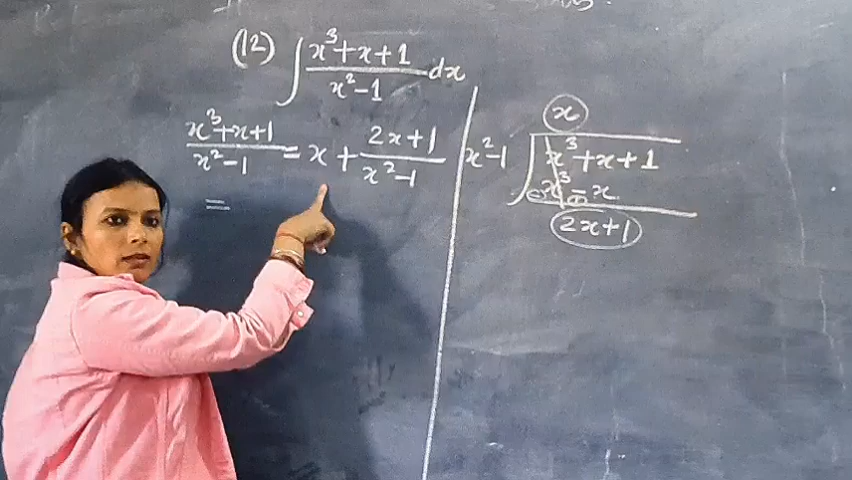 (12) ∫ x³+x+1 / x²-1 dx
x³+x+1 / x²-1 = x + 2x+1 / x²-1
x
x²-1 ) x³+x+1
x³ - x
⊖ ⊕
2x+1